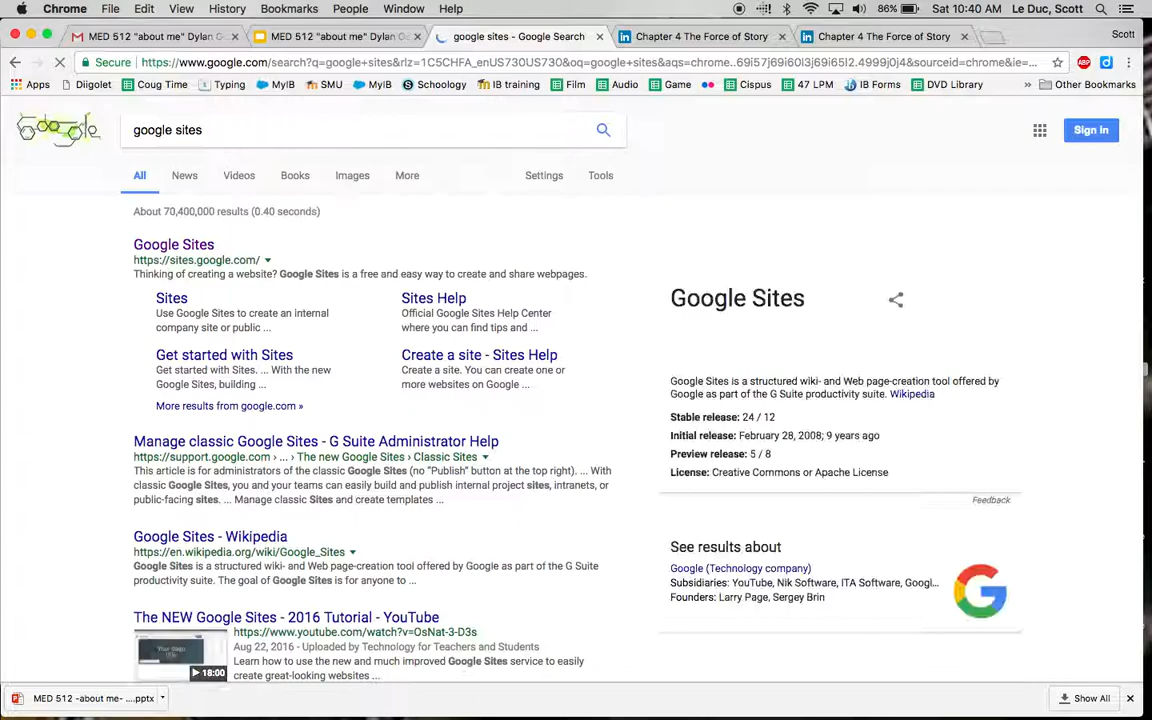 Chrome File Edit View History Bookmarks People Window Help 86% Sat 10:40 AM Le Duc, Scott
MED 512 "about me" Dylan G × MED 512 "about me" Dylan G × google sites - Google Search × Chapter 4 The Force of Story × Chapter 4 The Force of Story × Scott
Secure https://www.google.com/search?q=google+sites&rlz=1C5CHFA_enUS730US730&oq=google+sites&aqs=chrome..69i57j69i60l3j69i65l2.4999j0j4&sourceid=chrome&ie=... ABP d
Apps Diigolet Coug Time Typing MyIB SMU MyIB Schoology IB training Film Audio Game Cispus 47 LPM IB Forms DVD Library » Other Bookmarks
google sites
Sign in
All News Videos Books Images More Settings Tools
About 70,400,000 results (0.40 seconds)
Google Sites
https://sites.google.com/
Thinking of creating a website? Google Sites is a free and easy way to create and share webpages.
Sites
Use Google Sites to create an internal
company site or public ...
Sites Help
Official Google Sites Help Center
where you can find tips and ...
Get started with Sites
Get started with Sites. ... With the new
Google Sites, building ...
Create a site - Sites Help
Create a site. You can create one or
more websites on Google ...
More results from google.com »
Manage classic Google Sites - G Suite Administrator Help
https://support.google.com › ... › The new Google Sites › Classic Sites
This article is for administrators of the classic Google Sites (no "Publish" button at the top right). ... With
classic Google Sites, you and your teams can easily build and publish internal project sites, intranets, or
public-facing sites. ... Manage classic Sites and create templates ...
Google Sites - Wikipedia
https://en.wikipedia.org/wiki/Google_Sites
Google Sites is a structured wiki- and Web page-creation tool offered by Google as part of the G Suite
productivity suite. The goal of Google Sites is for anyone to ...
The NEW Google Sites - 2016 Tutorial - YouTube
https://www.youtube.com/watch?v=OsNat-3-D3s
Aug 22, 2016 - Uploaded by Technology for Teachers and Students
Learn how to use the new and much improved Google Sites service to easily
create great-looking websites ...
18:00
Google Sites
Google Sites is a structured wiki- and Web page-creation tool offered by
Google as part of the G Suite productivity suite. Wikipedia
Stable release: 24 / 12
Initial release: February 28, 2008; 9 years ago
Preview release: 5 / 8
License: Creative Commons or Apache License
Feedback
See results about
Google (Technology company)
Subsidiaries: YouTube, Nik Software, ITA Software, Googl...
Founders: Larry Page, Sergey Brin
MED 512 -about me- ....pptx Show All